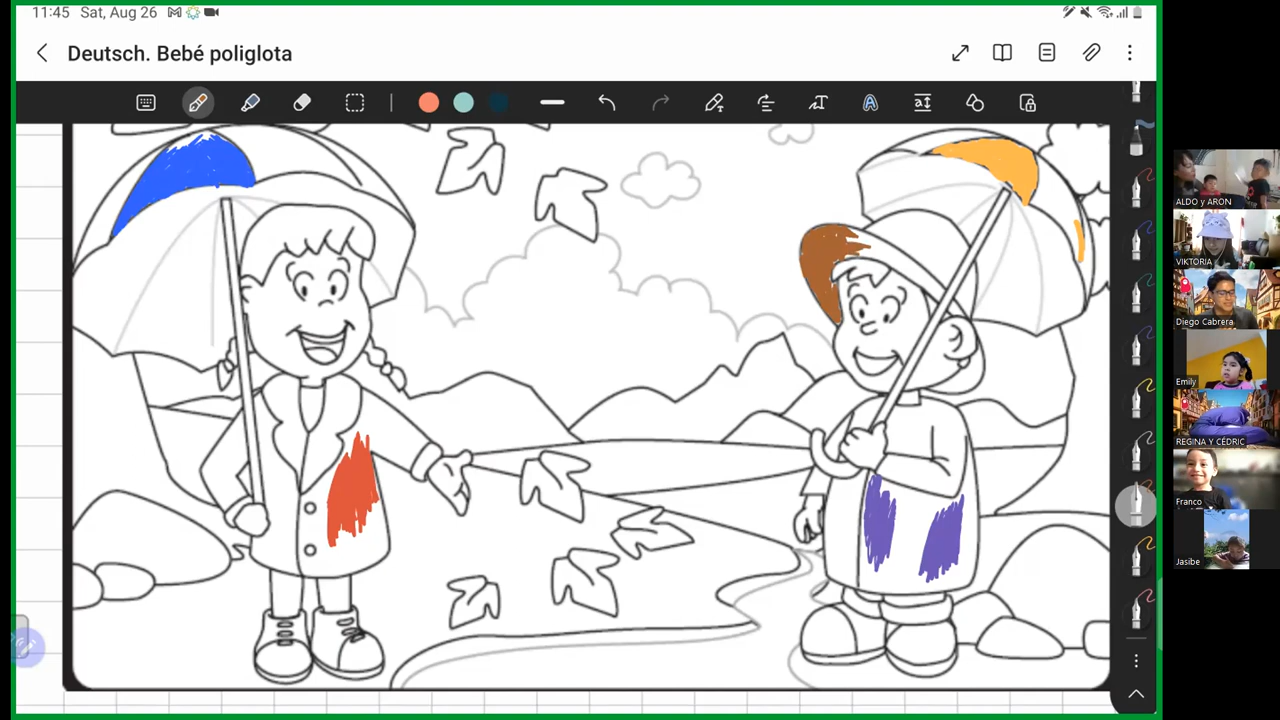 11:45 Sat, Aug 26
Deutsch. Bebé poliglota
ALDO y ARON
VIKTORIA
Diego Cabrera
Emily
REGINA Y CÉDRIC
Franco
Jasibe